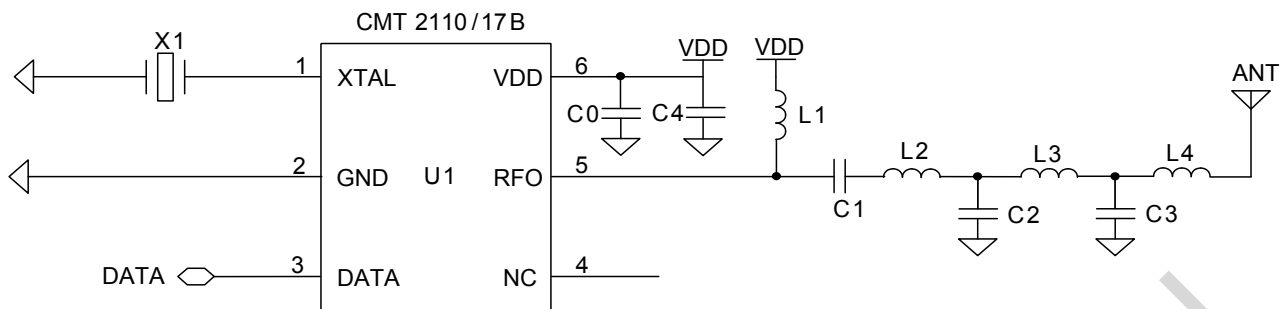 CMT 2110/17B
X1
1
XTAL
VDD
6
VDD
VDD
C0
C4
L1
ANT
2
GND
U1
RFO
5
C1
L2
L3
L4
C2
C3
DATA
3
DATA
NC
4